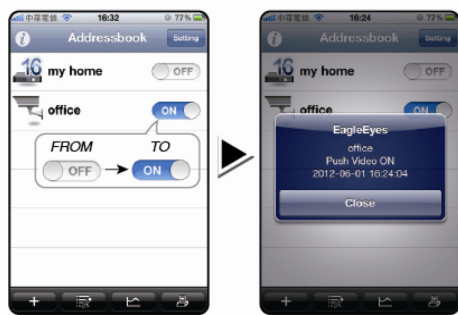 中華電信 16:32 77%
Addressbook Setting
16 my home OFF
office ON
FROM TO
OFF ON
中華電信 16:24 77%
Addressbook Setting
16 my home OFF
office ON
EagleEyes
office
Push Video ON
2012-06-01 16:24:04
Close